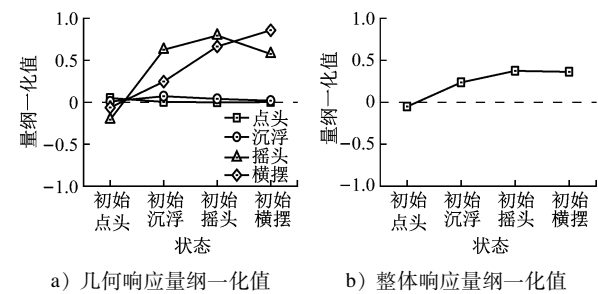 1.0
0.5
0
−0.5
−1.0
量纲一化值
点头
沉浮
摇头
横摆
初始 初始 初始 初始
点头 沉浮 摇头 横摆
状态
a）几何响应量纲一化值
1.0
0.5
0
−0.5
−1.0
量纲一化值
初始 初始 初始 初始
点头 沉浮 摇头 横摆
状态
b）整体响应量纲一化值